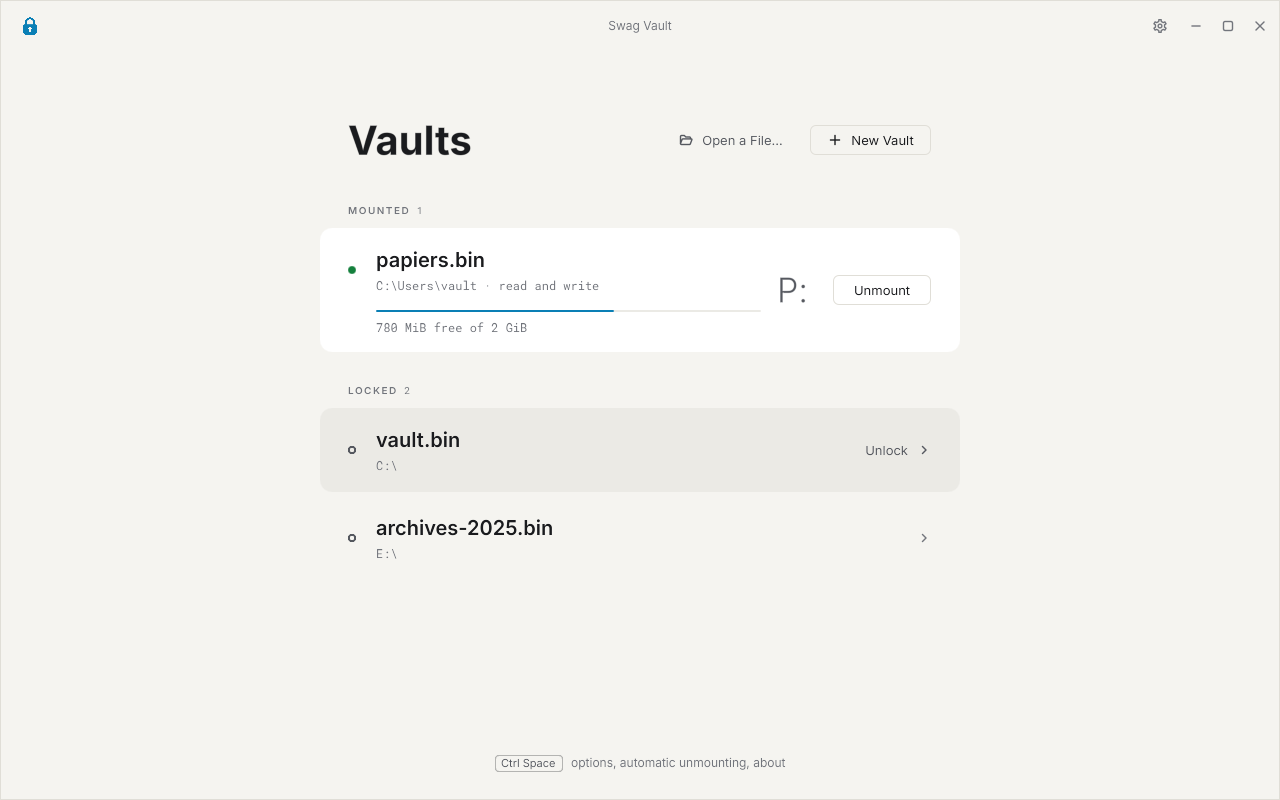 Swag Vault
Vaults
Open a File...
New Vault
MOUNTED 1
papiers.bin
C:\Users\vault · read and write
780 MiB free of 2 GiB
P:
Unmount
LOCKED 2
vault.bin
C:\
Unlock
archives-2025.bin
E:\
Ctrl Space options, automatic unmounting, about